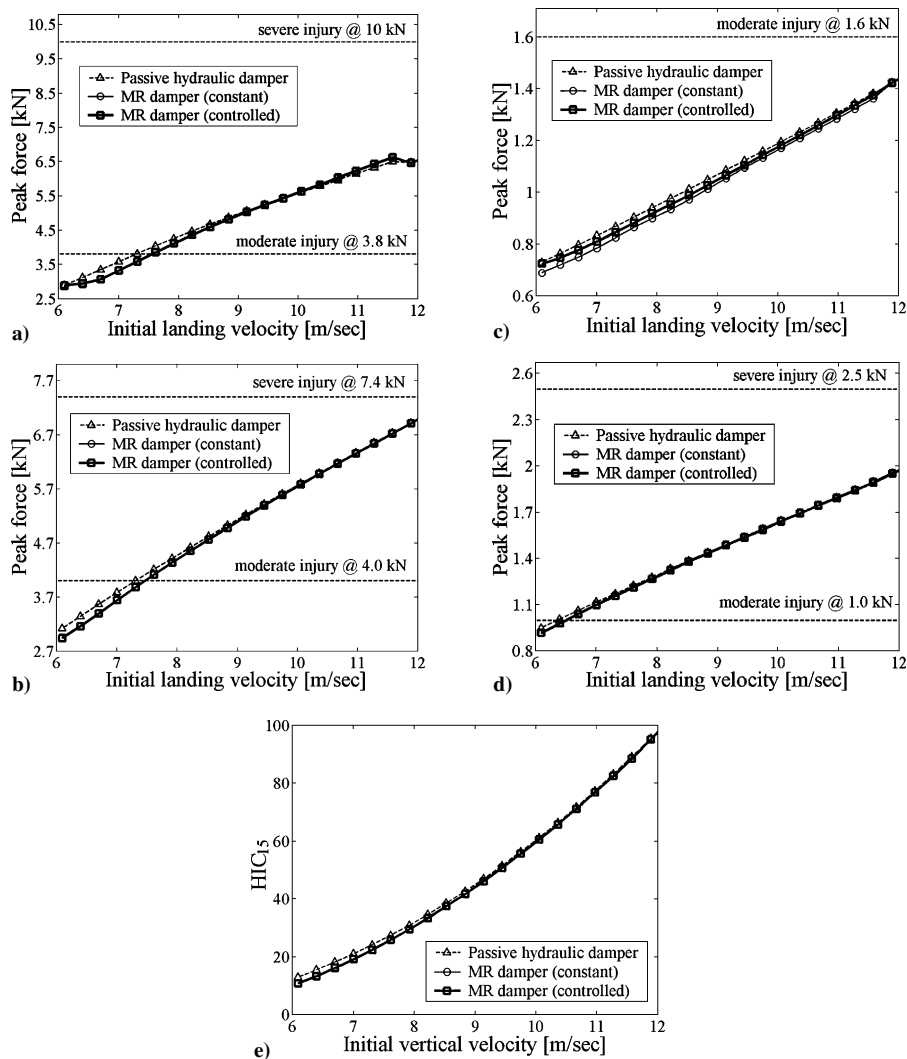 10.5
9.5
8.5
7.5
6.5
5.5
4.5
3.5
2.5
Peak force [kN]
severe injury @ 10 kN
Passive hydraulic damper
MR damper (constant)
MR damper (controlled)
moderate injury @ 3.8 kN
6 7 8 9 10 11 12
Initial landing velocity [m/sec]
a)
1.6
1.4
1.2
1
0.8
0.6
Peak force [kN]
moderate injury @ 1.6 kN
Passive hydraulic damper
MR damper (constant)
MR damper (controlled)
6 7 8 9 10 11 12
Initial landing velocity [m/sec]
c)
7.7
6.7
5.7
4.7
3.7
2.7
Peak force [kN]
severe injury @ 7.4 kN
Passive hydraulic damper
MR damper (constant)
MR damper (controlled)
moderate injury @ 4.0 kN
6 7 8 9 10 11 12
Initial landing velocity [m/sec]
b)
2.6
2.3
2
1.7
1.4
1.1
0.8
Peak force [kN]
severe injury @ 2.5 kN
Passive hydraulic damper
MR damper (constant)
MR damper (controlled)
moderate injury @ 1.0 kN
6 7 8 9 10 11 12
Initial landing velocity [m/sec]
d)
100
80
60
40
20
0
HIC15
Passive hydraulic damper
MR damper (constant)
MR damper (controlled)
6 7 8 9 10 11 12
Initial vertical velocity [m/sec]
e)